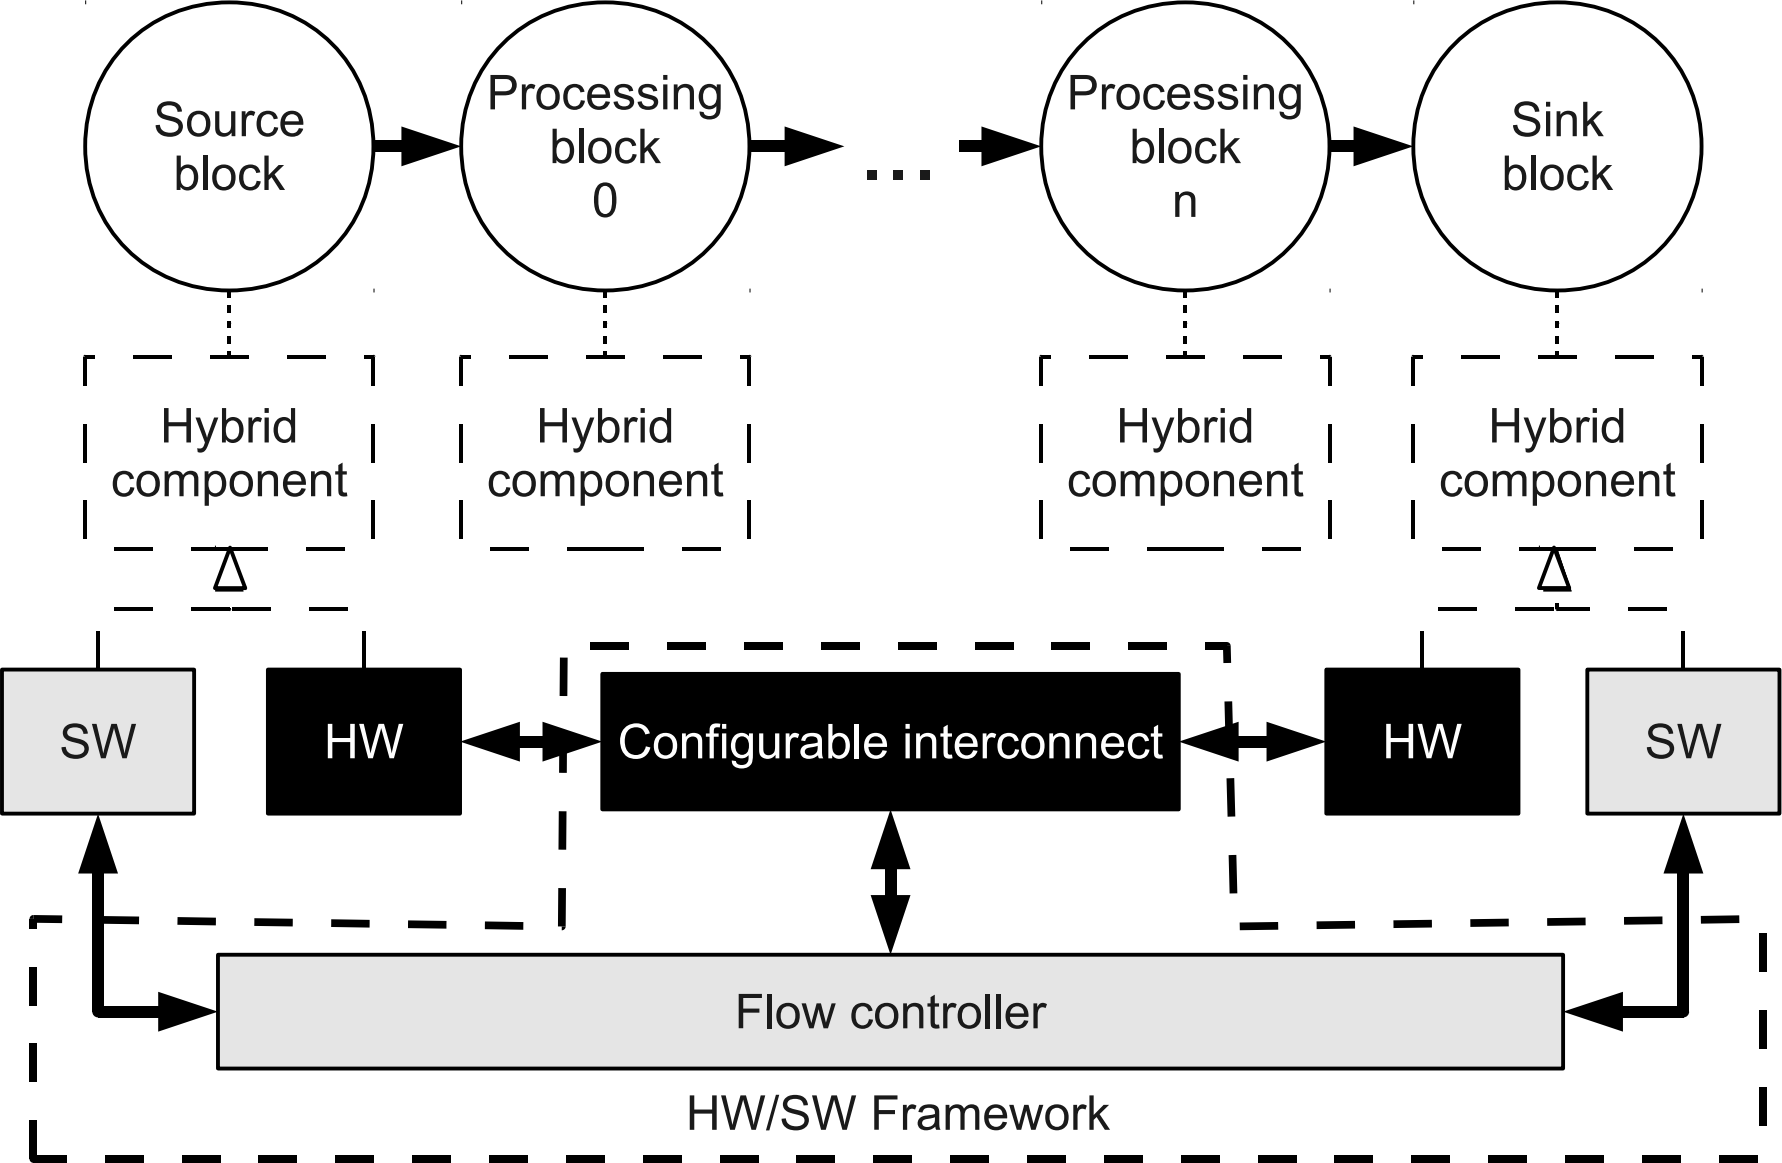 Source
block
Processing
block
0
...
Processing
block
n
Sink
block
Hybrid
component
Hybrid
component
Hybrid
component
Hybrid
component
SW
HW
Configurable interconnect
HW
SW
Flow controller
HW/SW Framework